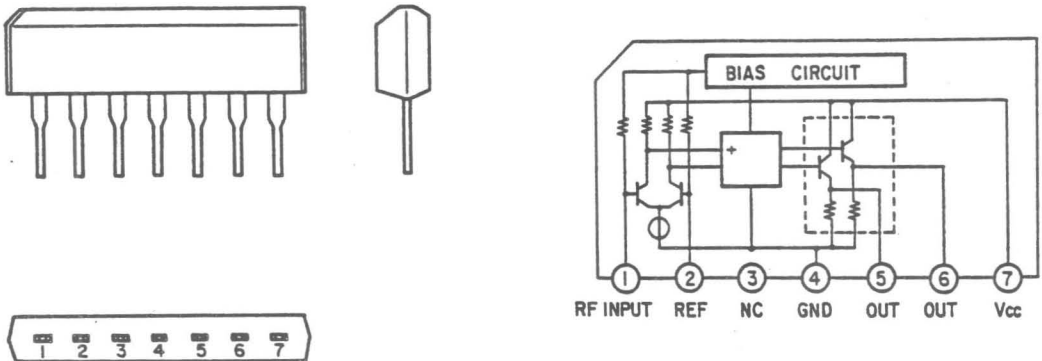 BIAS CIRCUIT
+
1 2 3 4 5 6 7
RF INPUT REF NC GND OUT OUT Vcc
1 2 3 4 5 6 7